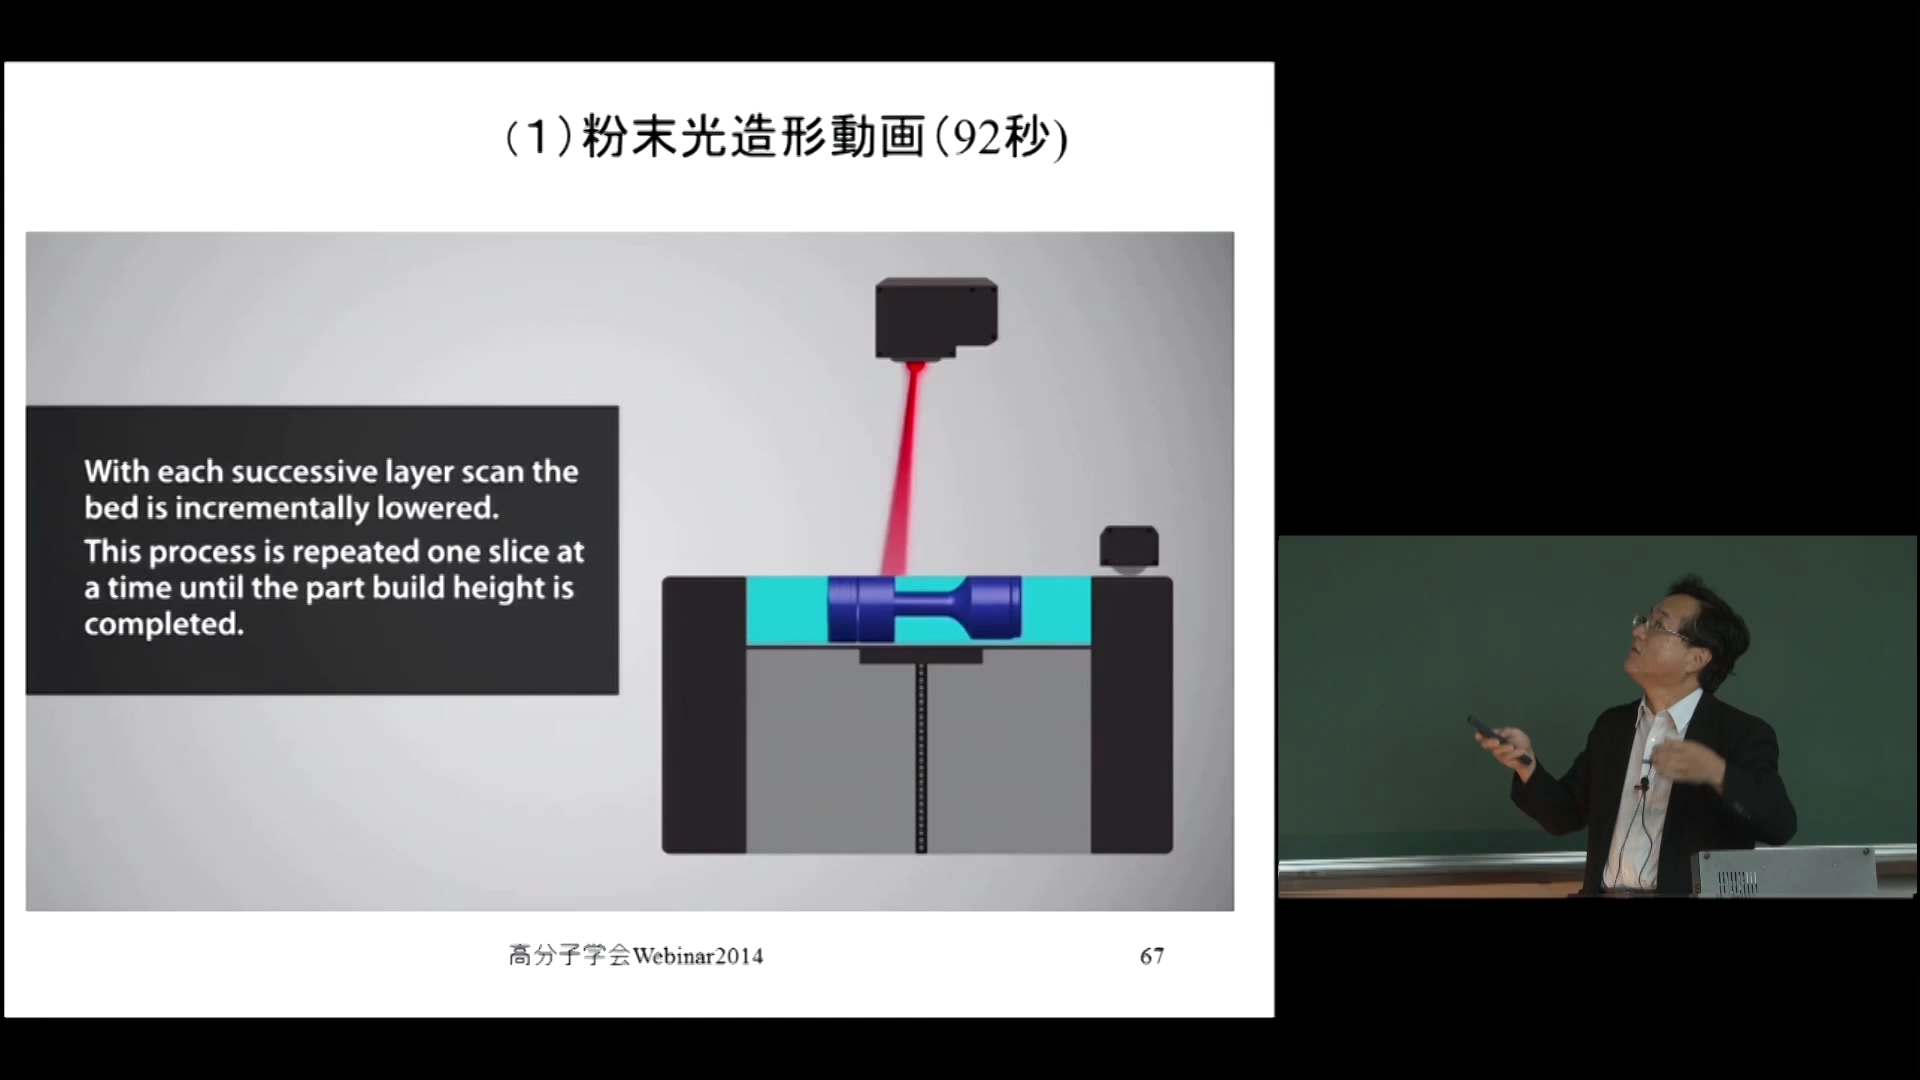 (1)粉末光造形動画(92秒)
With each successive layer scan the
bed is incrementally lowered.
This process is repeated one slice at
a time until the part build height is
completed.
高分子学会Webinar2014
67